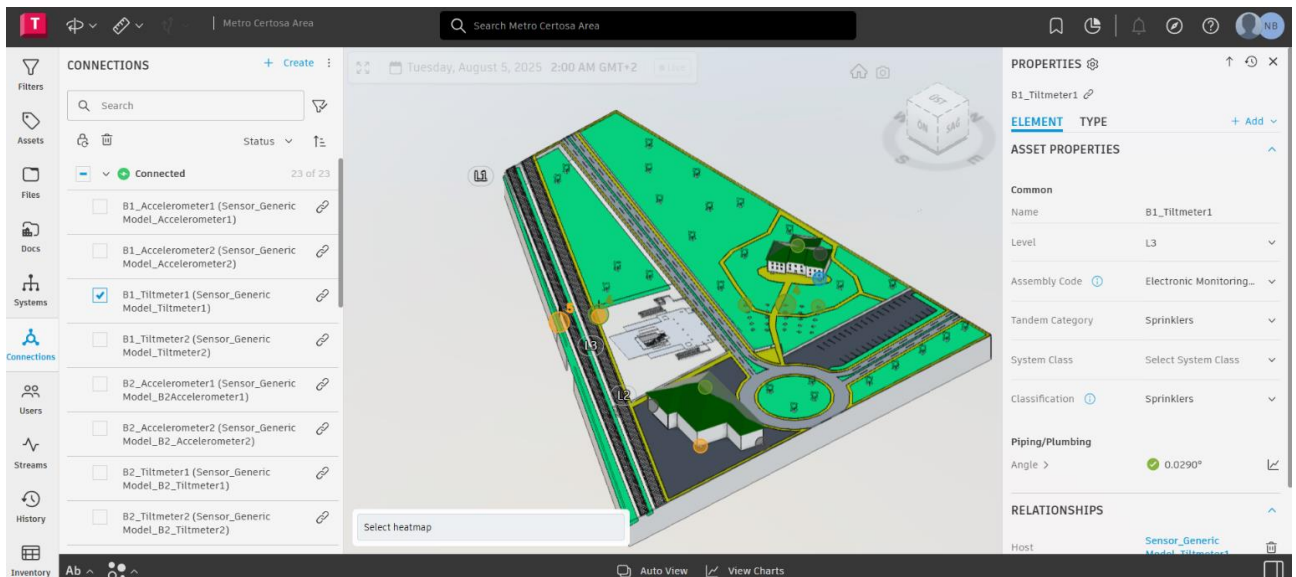 T
Metro Certosa Area
Search Metro Certosa Area
NB
Filters
Assets
Files
Docs
Systems
Connections
Users
Streams
History
Inventory
CONNECTIONS
+ Create
Search
Status
Connected
23 of 23
B1_Accelerometer1 (Sensor_Generic
Model_Accelerometer1)
B1_Accelerometer2 (Sensor_Generic
Model_Accelerometer2)
B1_Tiltmeter1 (Sensor_Generic
Model_Tiltmeter1)
B1_Tiltmeter2 (Sensor_Generic
Model_Tiltmeter2)
B2_Accelerometer1 (Sensor_Generic
Model_B2Accelerometer1)
B2_Accelerometer2 (Sensor_Generic
Model_B2_Accelerometer2)
B2_Tiltmeter1 (Sensor_Generic
Model_B2_Tiltmeter1)
B2_Tiltmeter2 (Sensor_Generic
Model_B2_Tiltmeter2)
Tuesday, August 5, 2025 2:00 AM GMT+2
ÜST
ÖN
SAĞ
L1
L3
L2
Select heatmap
PROPERTIES
B1_Tiltmeter1
ELEMENT TYPE
+ Add
ASSET PROPERTIES
Common
Name B1_Tiltmeter1
Level L3
Assembly Code Electronic Monitoring...
Tandem Category Sprinklers
System Class Select System Class
Classification Sprinklers
Piping/Plumbing
Angle > 0.0290°
RELATIONSHIPS
Host Sensor_Generic
Model_Tiltmeter1
Ab
Auto View
View Charts